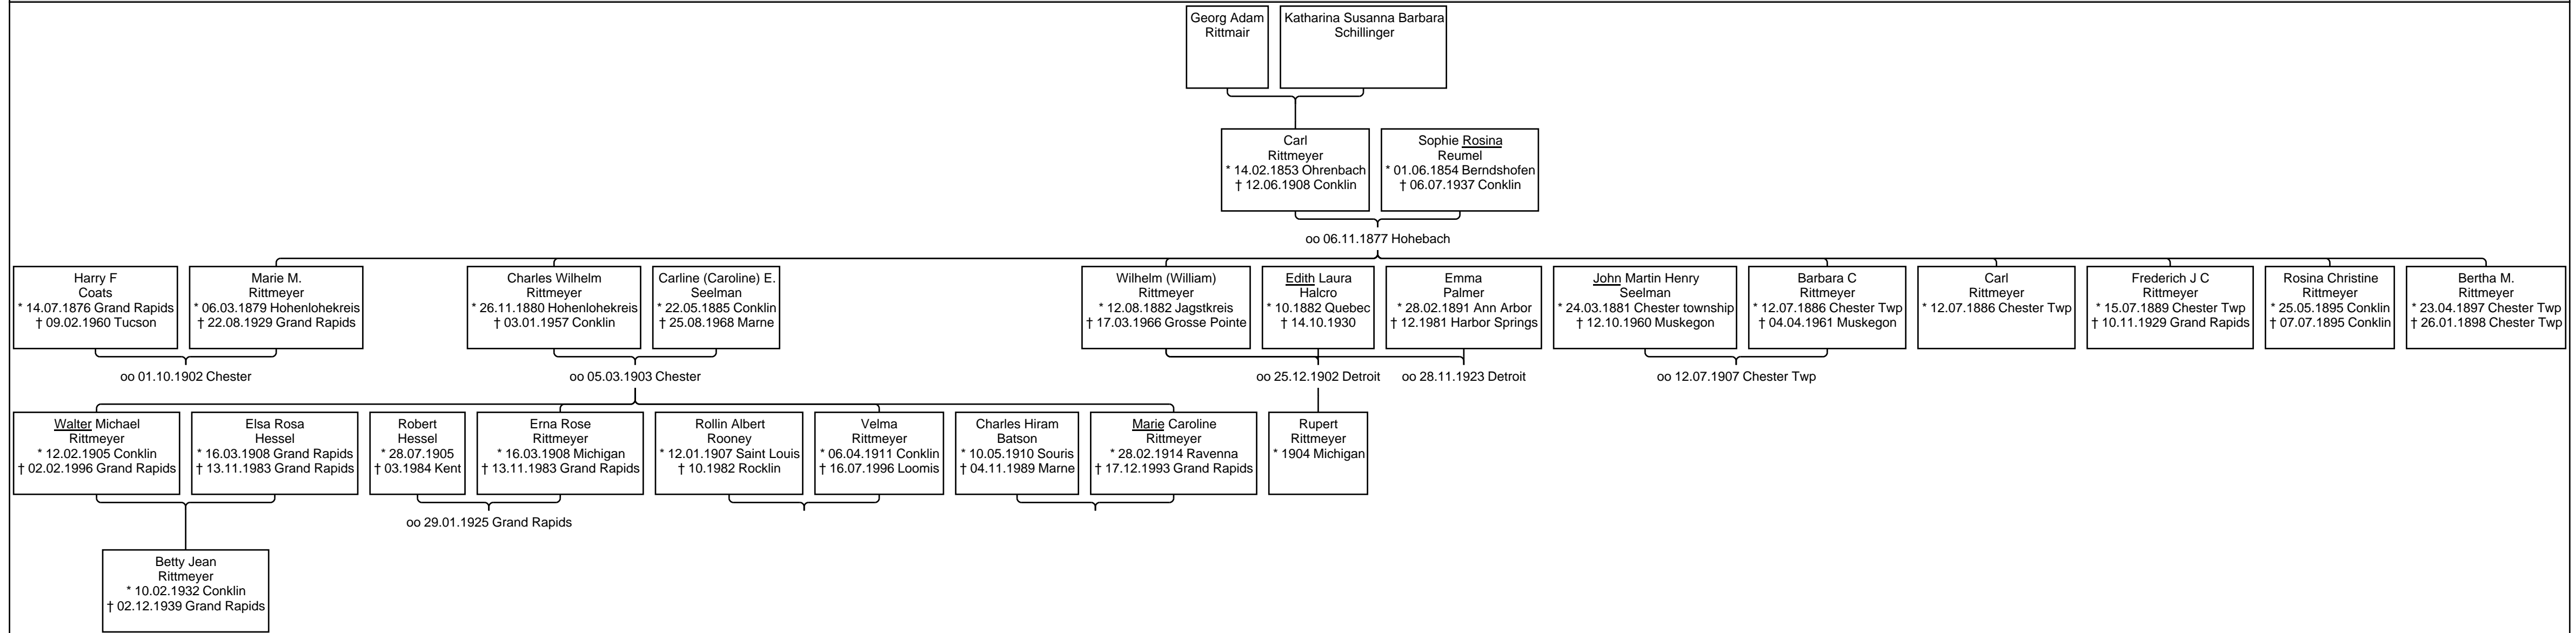 Georg Adam
Rittmair
Katharina Susanna Barbara
Schillinger
Carl
Rittmeyer
* 14.02.1853 Ohrenbach
† 12.06.1908 Conklin
Sophie Rosina
Reumel
* 01.06.1854 Berndshofen
† 06.07.1937 Conklin
oo 06.11.1877 Hohebach
Harry F
Coats
* 14.07.1876 Grand Rapids
† 09.02.1960 Tucson
Marie M.
Rittmeyer
* 06.03.1879 Hohenlohekreis
† 22.08.1929 Grand Rapids
Charles Wilhelm
Rittmeyer
* 26.11.1880 Hohenlohekreis
† 03.01.1957 Conklin
Carline (Caroline) E.
Seelman
* 22.05.1885 Conklin
† 25.08.1968 Marne
Wilhelm (William)
Rittmeyer
* 12.08.1882 Jagstkreis
† 17.03.1966 Grosse Pointe
Edith Laura
Halcro
* 10.1882 Quebec
† 14.10.1930
Emma
Palmer
* 28.02.1891 Ann Arbor
† 12.1981 Harbor Springs
John Martin Henry
Seelman
* 24.03.1881 Chester township
† 12.10.1960 Muskegon
Barbara C
Rittmeyer
* 12.07.1886 Chester Twp
† 04.04.1961 Muskegon
Carl
Rittmeyer
* 12.07.1886 Chester Twp
Frederich J C
Rittmeyer
* 15.07.1889 Chester Twp
† 10.11.1929 Grand Rapids
Rosina Christine
Rittmeyer
* 25.05.1895 Conklin
† 07.07.1895 Conklin
Bertha M.
Rittmeyer
* 23.04.1897 Chester Twp
† 26.01.1898 Chester Twp
oo 01.10.1902 Chester
oo 05.03.1903 Chester
oo 25.12.1902 Detroit
oo 28.11.1923 Detroit
oo 12.07.1907 Chester Twp
Walter Michael
Rittmeyer
* 12.02.1905 Conklin
† 02.02.1996 Grand Rapids
Elsa Rosa
Hessel
* 16.03.1908 Grand Rapids
† 13.11.1983 Grand Rapids
Robert
Hessel
* 28.07.1905
† 03.1984 Kent
Erna Rose
Rittmeyer
* 16.03.1908 Michigan
† 13.11.1983 Grand Rapids
Rollin Albert
Rooney
* 12.01.1907 Saint Louis
† 10.1982 Rocklin
Velma
Rittmeyer
* 06.04.1911 Conklin
† 16.07.1996 Loomis
Charles Hiram
Batson
* 10.05.1910 Souris
† 04.11.1989 Marne
Marie Caroline
Rittmeyer
* 28.02.1914 Ravenna
† 17.12.1993 Grand Rapids
Rupert
Rittmeyer
* 1904 Michigan
oo 29.01.1925 Grand Rapids
Betty Jean
Rittmeyer
* 10.02.1932 Conklin
† 02.12.1939 Grand Rapids